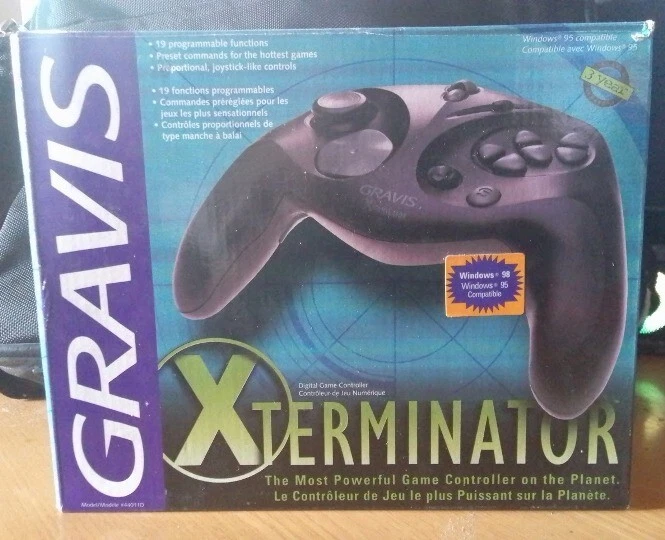 GRAVIS
• 19 programmable functions
• Preset commands for the hottest games
• Proportional, joystick-like controls
• 19 fonctions programmables
• Commandes préréglées pour les
jeux les plus sensationnels
• Contrôles proportionnels de
type manche à balai
Windows® 95 compatible
Compatible avec Windows® 95
3 year
GRAVIS
Windows® 98
Windows® 95
Compatible
Digital Game Controller
Contrôleur de Jeu Numérique
XTERMINATOR
The Most Powerful Game Controller on the Planet.
Le Contrôleur de Jeu le plus Puissant sur la Planète.
Model/Modèle